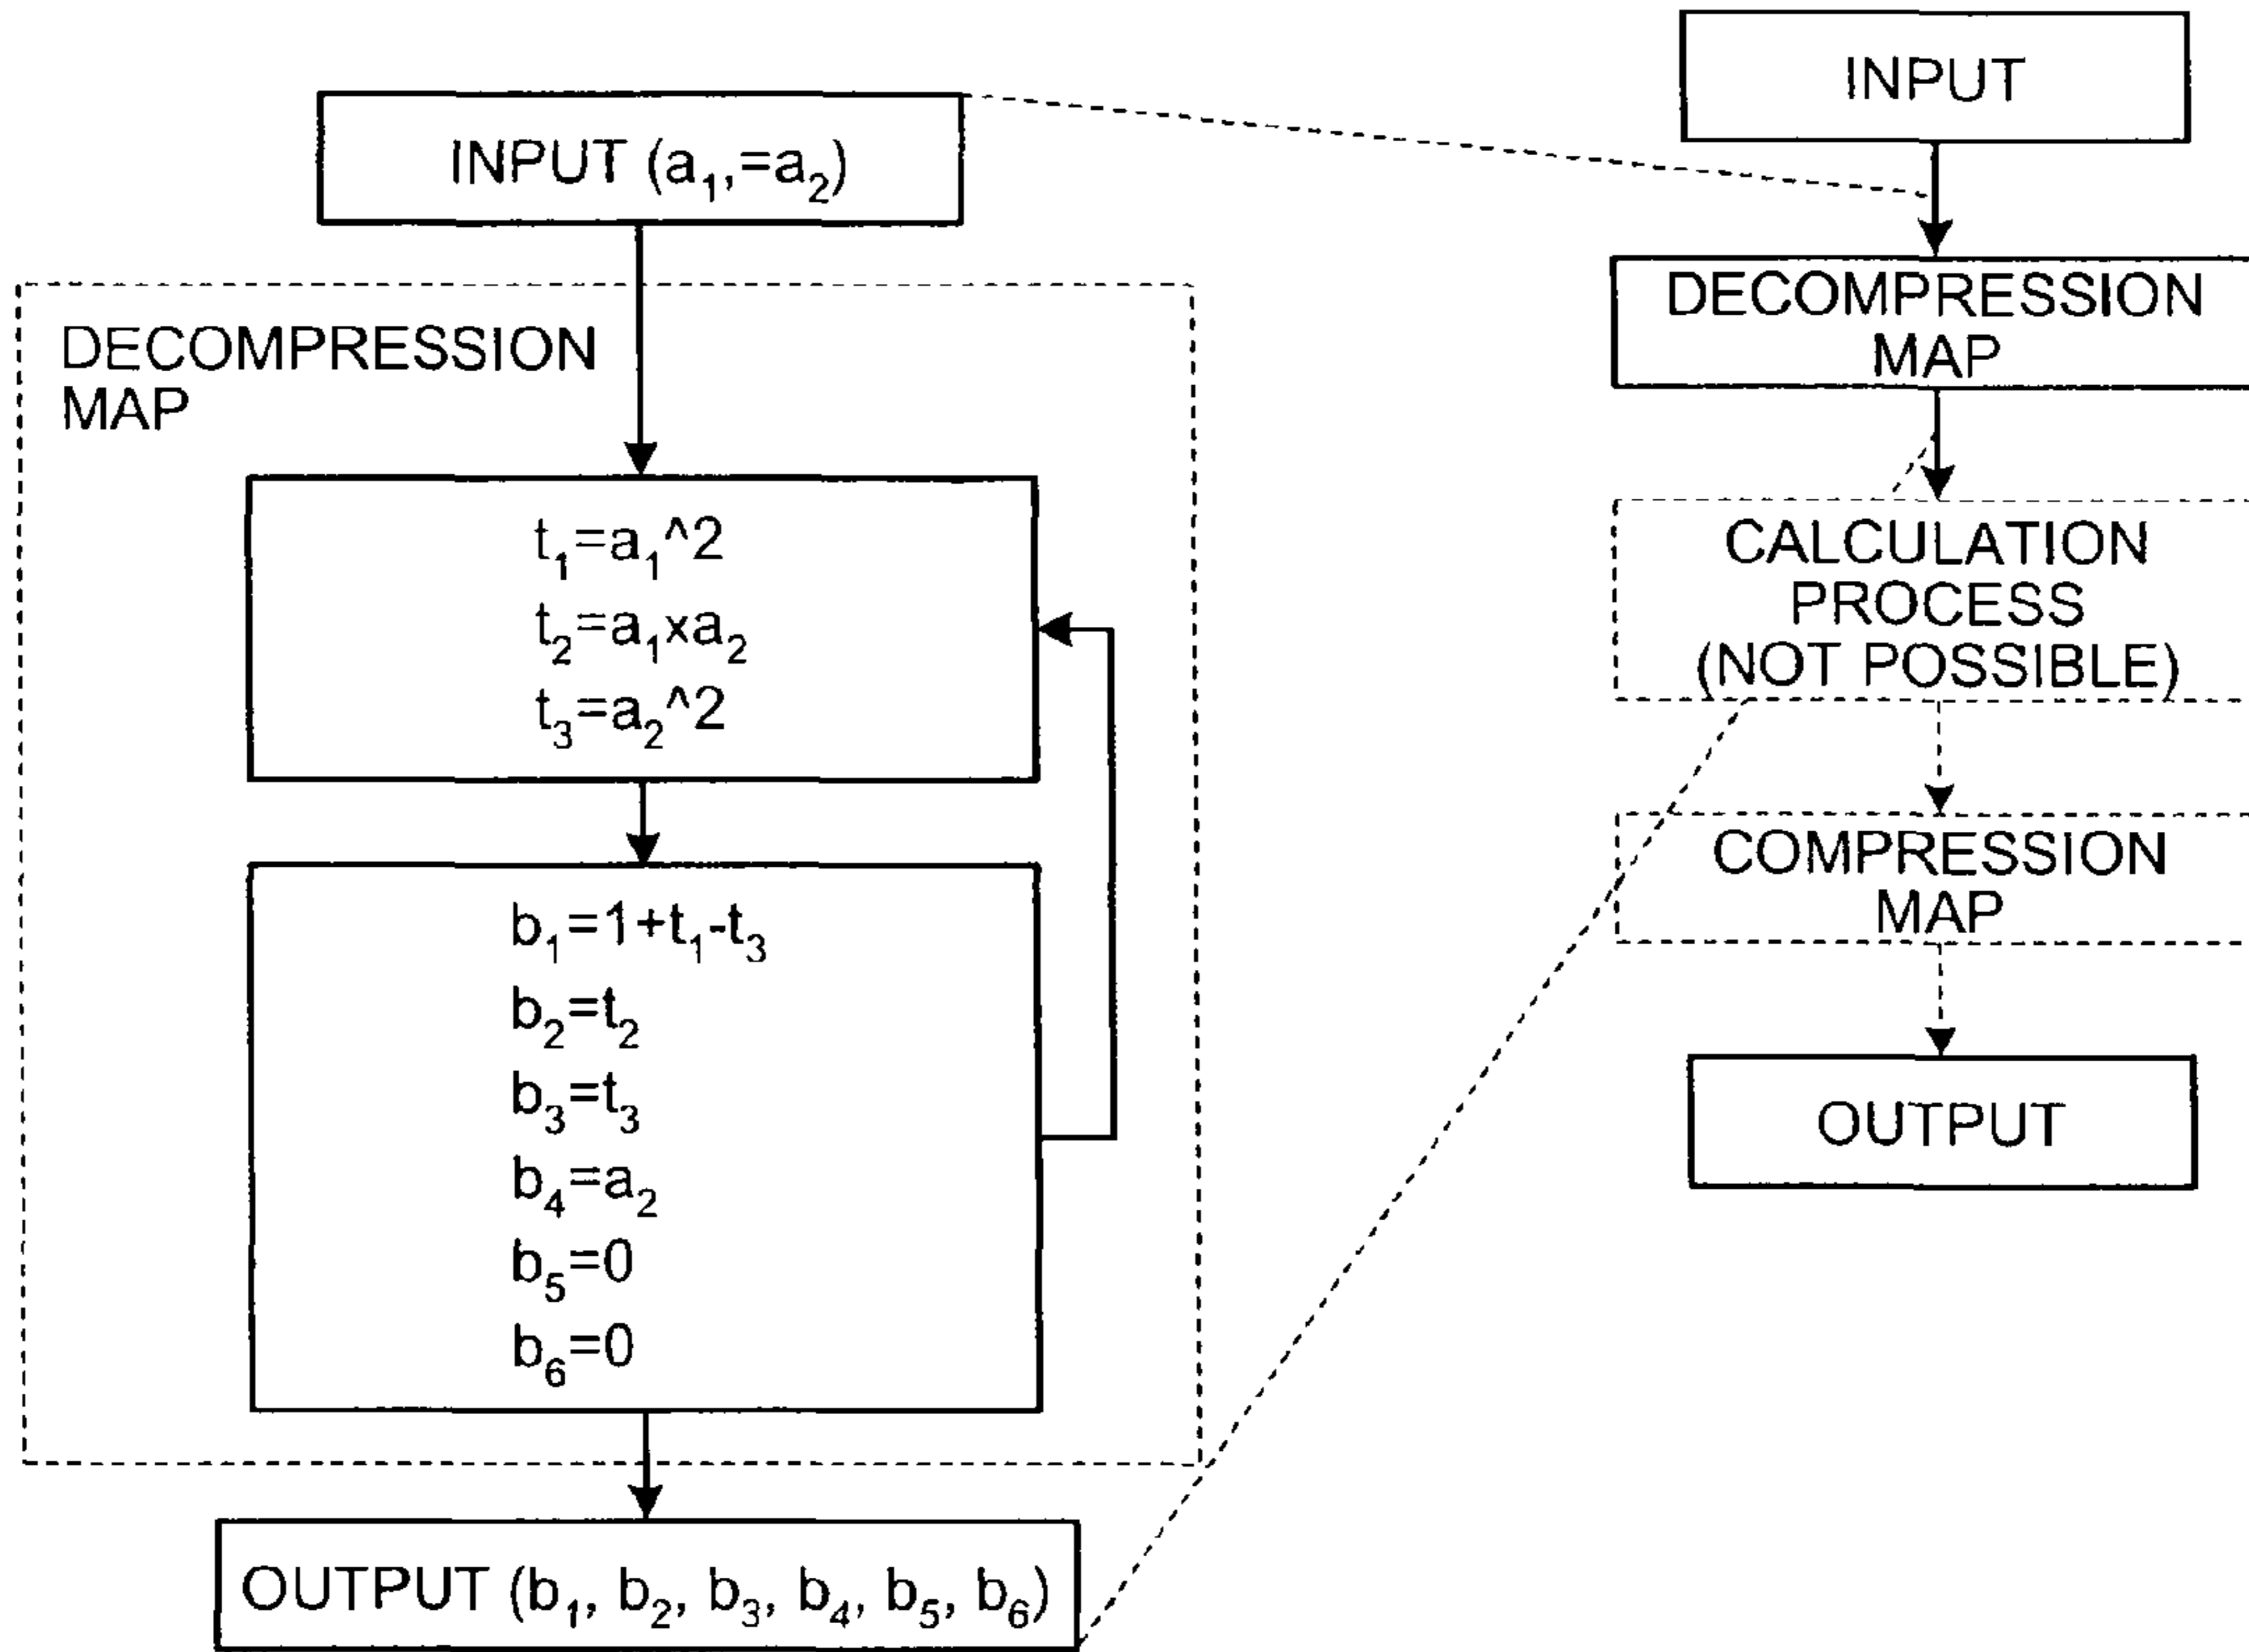 INPUT (a₁,=a₂)
DECOMPRESSION
MAP
t₁=a₁^2
t₂=a₁xa₂
t₃=a₂^2
b₁=1+t₁-t₃
b₂=t₂
b₃=t₃
b₄=a₂
b₅=0
b₆=0
OUTPUT (b₁, b₂, b₃, b₄, b₅, b₆)
INPUT
DECOMPRESSION
MAP
CALCULATION
PROCESS
(NOT POSSIBLE)
COMPRESSION
MAP
OUTPUT